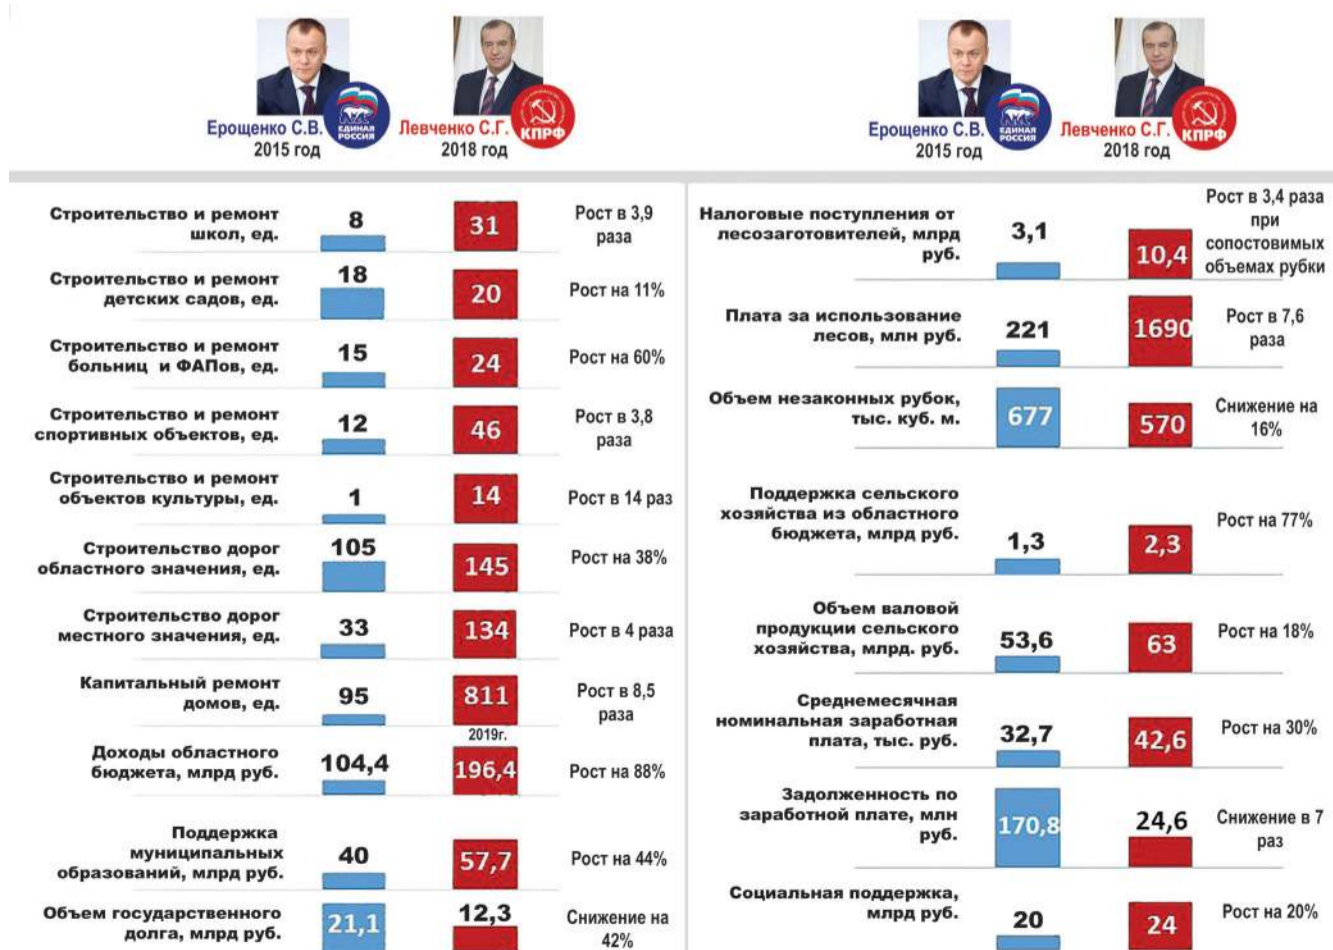 Ерощенко С.В.
ЕДИНАЯ
РОССИЯ
2015 год
Левченко С.Г.
КПРФ
2018 год
Строительство и ремонт
школ, ед.
8
31
Рост в 3,9
раза
Строительство и ремонт
детских садов, ед.
18
20
Рост на 11%
Строительство и ремонт
больниц и ФАПов, ед.
15
24
Рост на 60%
Строительство и ремонт
спортивных объектов, ед.
12
46
Рост в 3,8
раза
Строительство и ремонт
объектов культуры, ед.
1
14
Рост в 14 раз
Строительство дорог
областного значения, ед.
105
145
Рост на 38%
Строительство дорог
местного значения, ед.
33
134
Рост в 4 раза
Капитальный ремонт
домов, ед.
95
811
Рост в 8,5
раза
2019г.
Доходы областного
бюджета, млрд руб.
104,4
196,4
Рост на 88%
Поддержка
муниципальных
образований, млрд руб.
40
57,7
Рост на 44%
Объем государственного
долга, млрд руб.
21,1
12,3
Снижение на
42%
Ерощенко С.В.
ЕДИНАЯ
РОССИЯ
2015 год
Левченко С.Г.
КПРФ
2018 год
Налоговые поступления от
лесозаготовителей, млрд
руб.
3,1
10,4
Рост в 3,4 раза
при
сопостовимых
объемах рубки
Плата за использование
лесов, млн руб.
221
1690
Рост в 7,6
раза
Объем незаконных рубок,
тыс. куб. м.
677
570
Снижение на
16%
Поддержка сельского
хозяйства из областного
бюджета, млрд руб.
1,3
2,3
Рост на 77%
Объем валовой
продукции сельского
хозяйства, млрд. руб.
53,6
63
Рост на 18%
Среднемесячная
номинальная заработная
плата, тыс. руб.
32,7
42,6
Рост на 30%
Задолженность по
заработной плате, млн
руб.
170,8
24,6
Снижение в 7
раз
Социальная поддержка,
млрд руб.
20
24
Рост на 20%